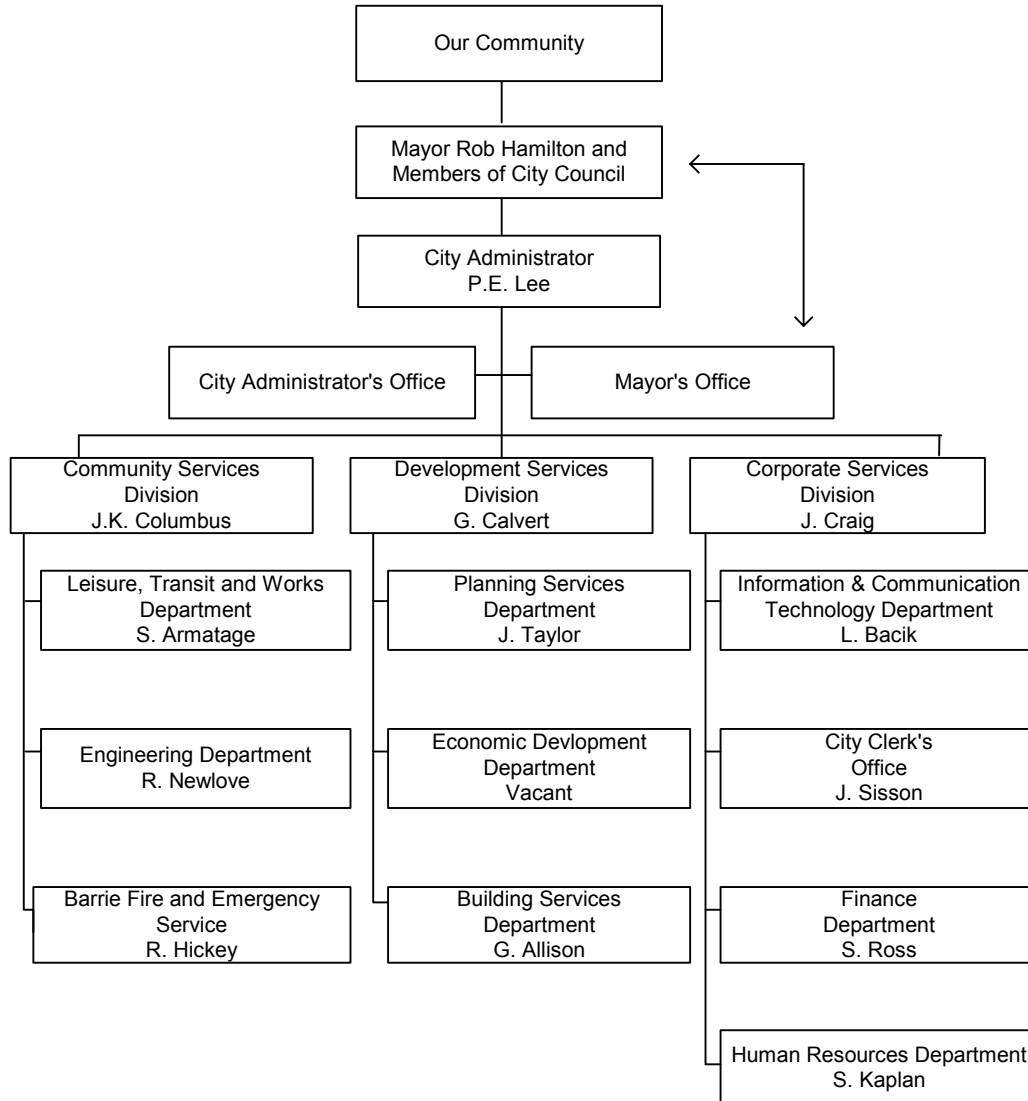 Our Community
Mayor Rob Hamilton and
Members of City Council
City Administrator
P.E. Lee
City Administrator's Office
Mayor's Office
Community Services
Division
J.K. Columbus
Development Services
Division
G. Calvert
Corporate Services
Division
J. Craig
Leisure, Transit and Works
Department
S. Armatage
Planning Services
Department
J. Taylor
Information & Communication
Technology Department
L. Bacik
Engineering Department
R. Newlove
Economic Devlopment
Department
Vacant
City Clerk's
Office
J. Sisson
Barrie Fire and Emergency
Service
R. Hickey
Building Services
Department
G. Allison
Finance
Department
S. Ross
Human Resources Department
S. Kaplan